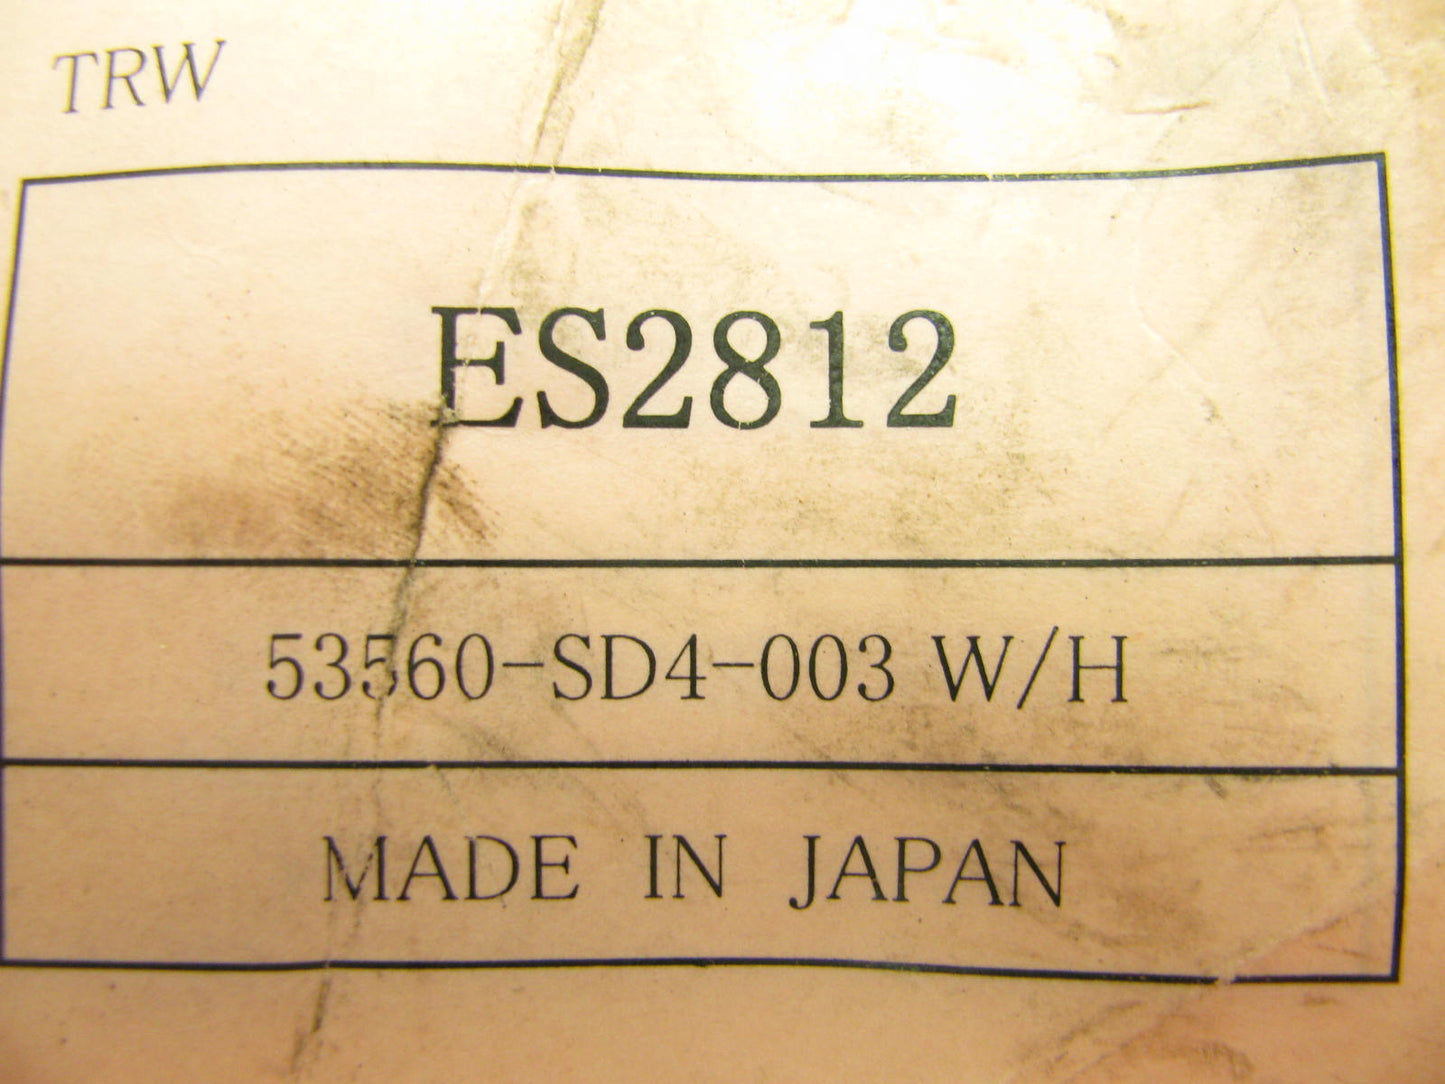 TRW
ES2812
53560-SD4-003 W/H
MADE IN JAPAN